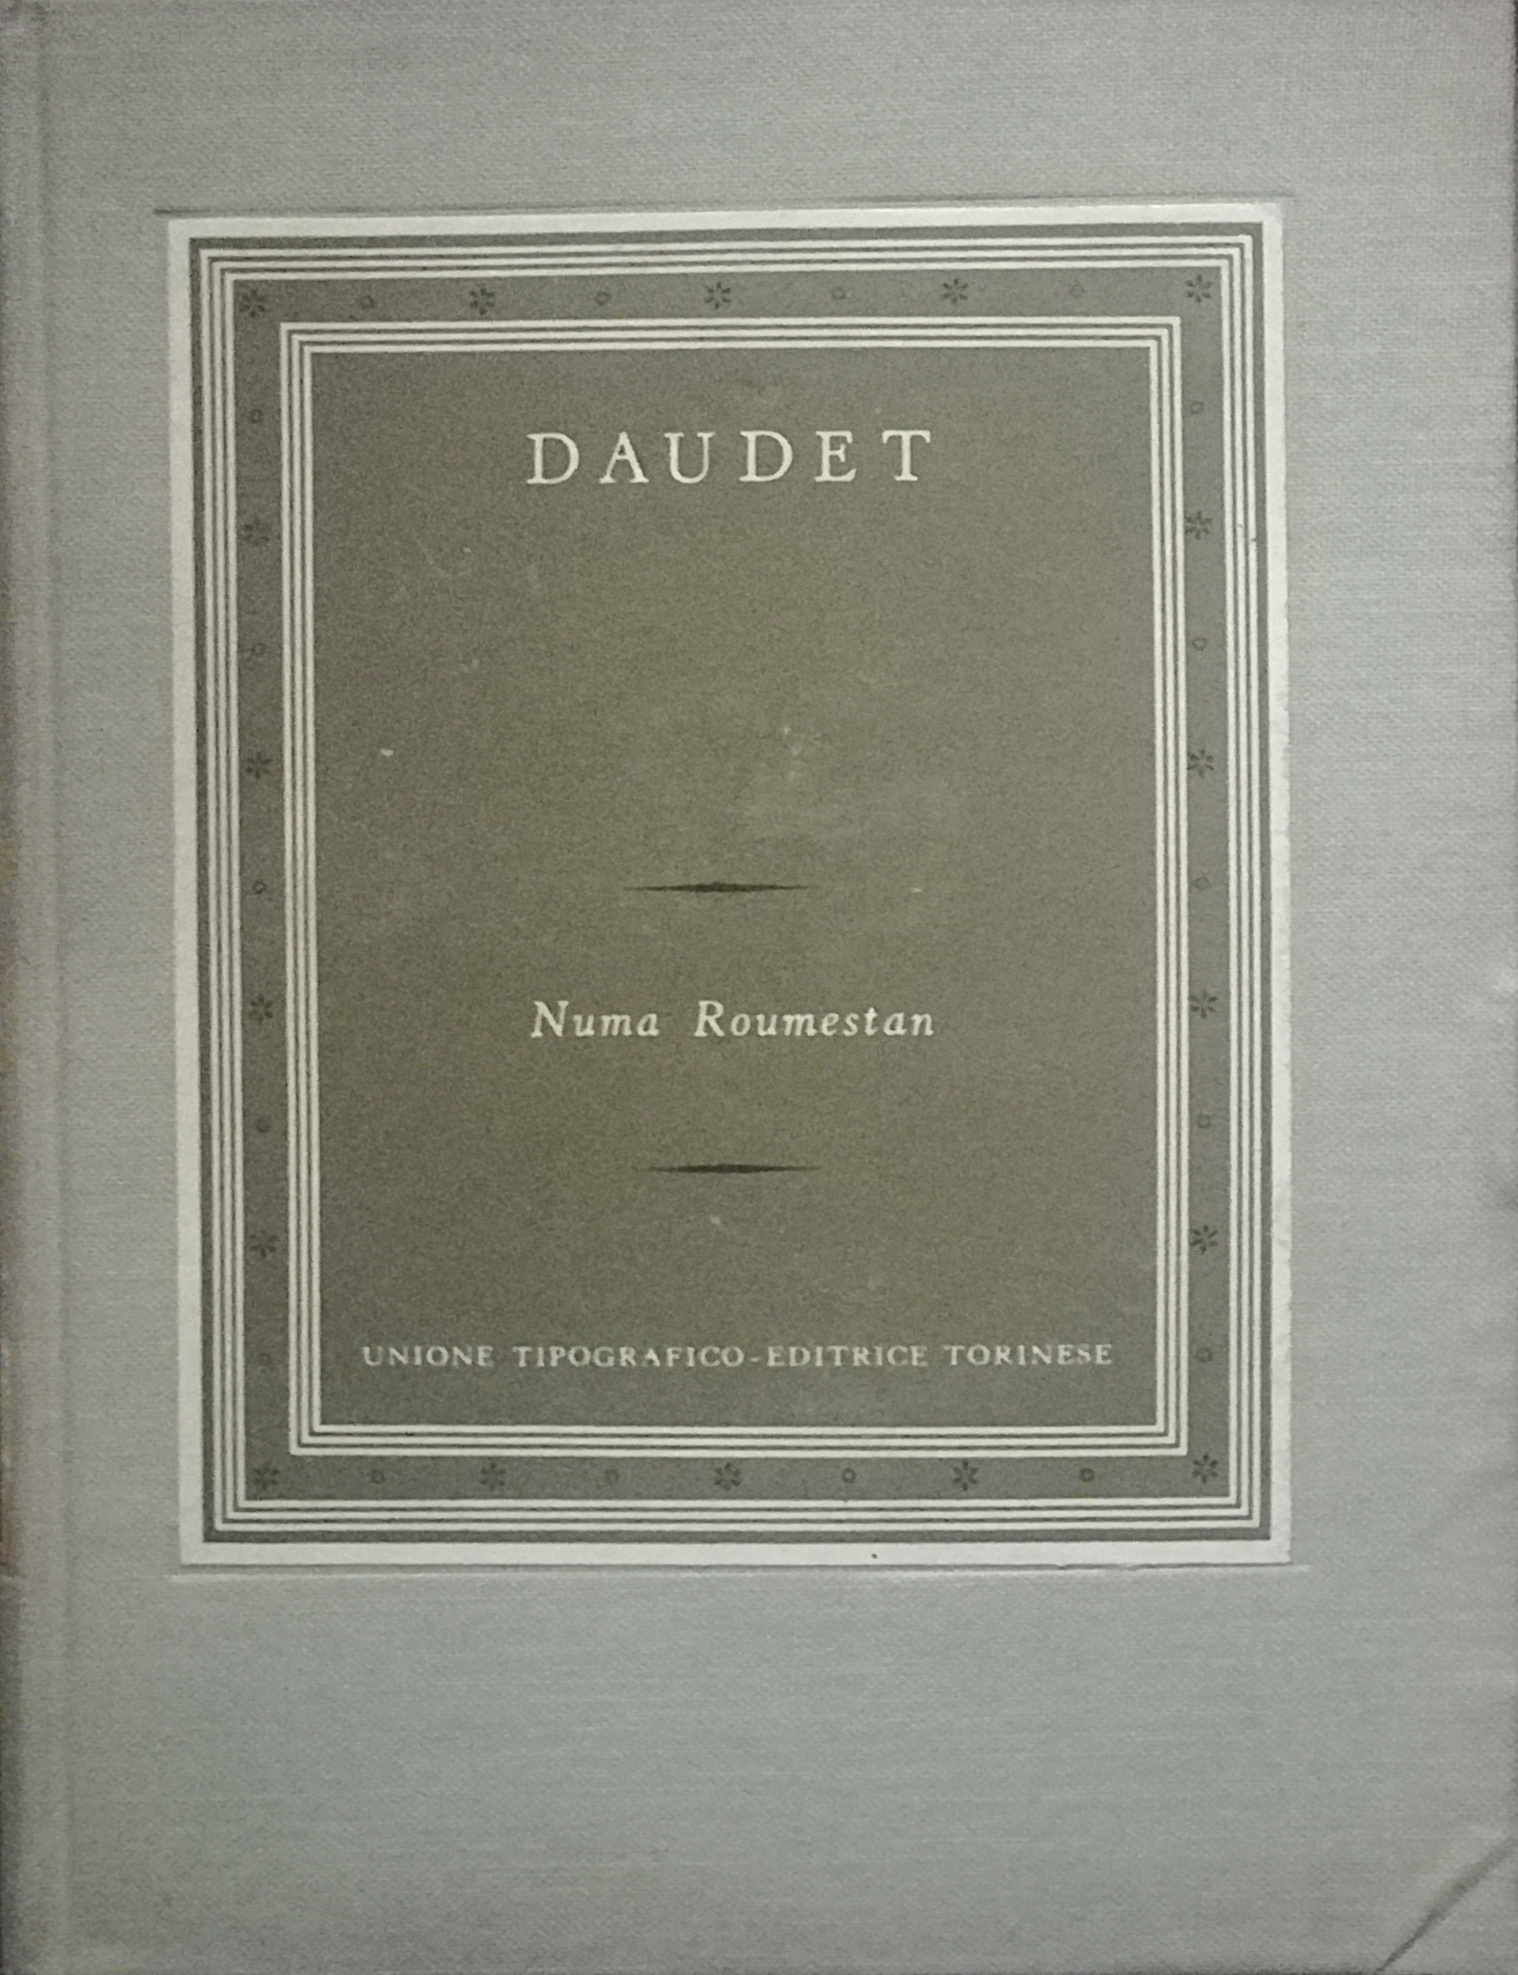 DAUDET
Numa Roumestan
UNIONE TIPOGRAFICO-EDITRICE TORINESE